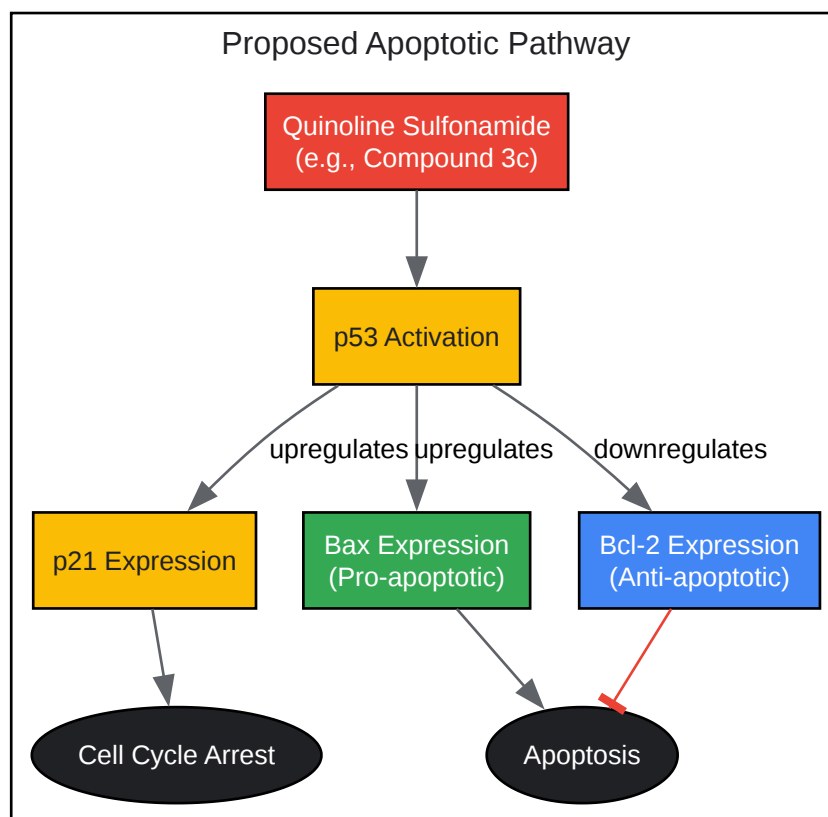 Proposed Apoptotic Pathway
Quinoline Sulfonamide
(e.g., Compound 3c)
p53 Activation
upregulates
upregulates
downregulates
p21 Expression
Bax Expression
(Pro-apoptotic)
Bcl-2 Expression
(Anti-apoptotic)
Cell Cycle Arrest
Apoptosis